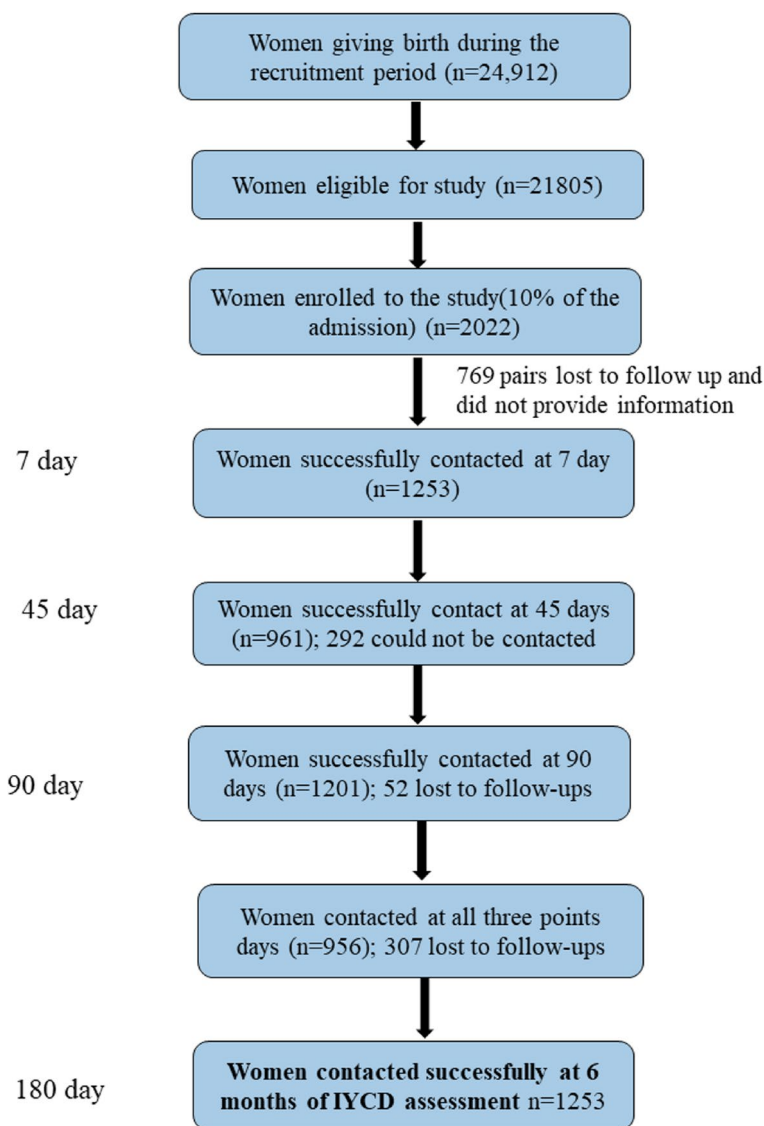 Women giving birth during the
recruitment period (n=24,912)
Women eligible for study (n=21805)
Women enrolled to the study(10% of the
admission) (n=2022)
769 pairs lost to follow up and
did not provide information
7 day
Women successfully contacted at 7 day
(n=1253)
45 day
Women successfully contact at 45 days
(n=961); 292 could not be contacted
90 day
Women successfully contacted at 90
days (n=1201); 52 lost to follow-ups
Women contacted at all three points
days (n=956); 307 lost to follow-ups
180 day
Women contacted successfully at 6
months of IYCD assessment n=1253